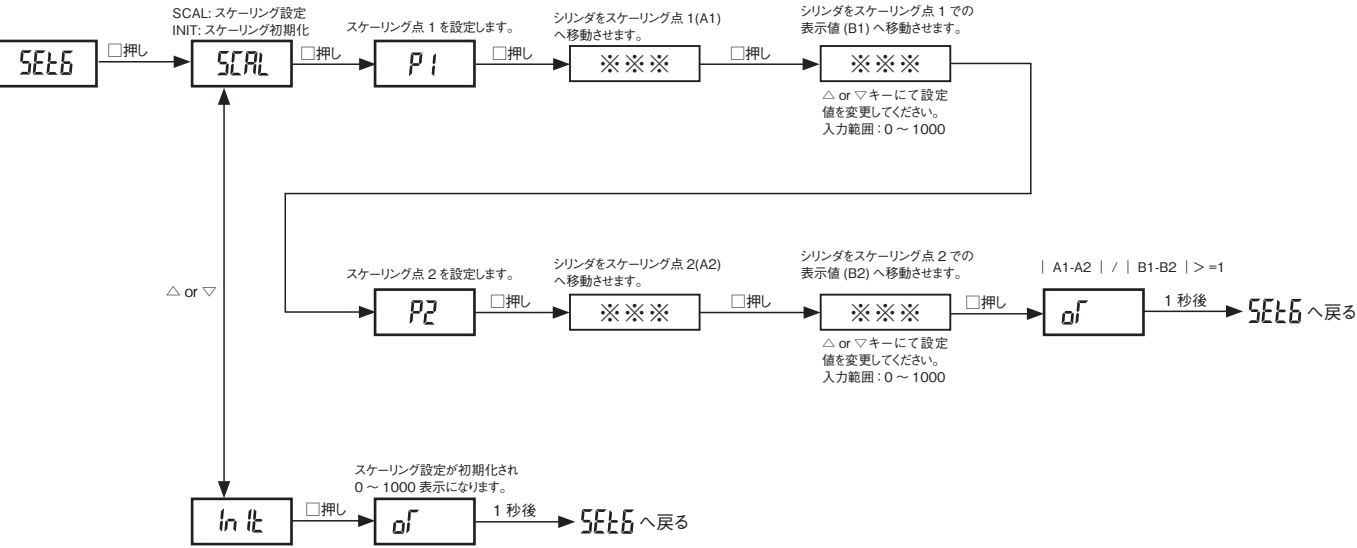 SCAL: スケーリング設定
INIT: スケーリング初期化
SEt6
□押し
SCAL
□押し
スケーリング点 1 を設定します。
P1
□押し
シリンダをスケーリング点 1(A1)
へ移動させます。
※※※
□押し
シリンダをスケーリング点 1 での
表示値 (B1) へ移動させます。
※※※
△ or ▽キーにて設定
値を変更してください。
入力範囲：0 ～ 1000
△ or ▽
スケーリング点 2 を設定します。
P2
□押し
シリンダをスケーリング点 2(A2)
へ移動させます。
※※※
□押し
シリンダをスケーリング点 2 での
表示値 (B2) へ移動させます。
※※※
△ or ▽キーにて設定
値を変更してください。
入力範囲：0 ～ 1000
□押し
| A1-A2 | / | B1-B2 |＞=1
1 秒後
SEt6 へ戻る
InIt
□押し
スケーリング設定が初期化され
0 ～ 1000 表示になります。
1 秒後
SEt6 へ戻る